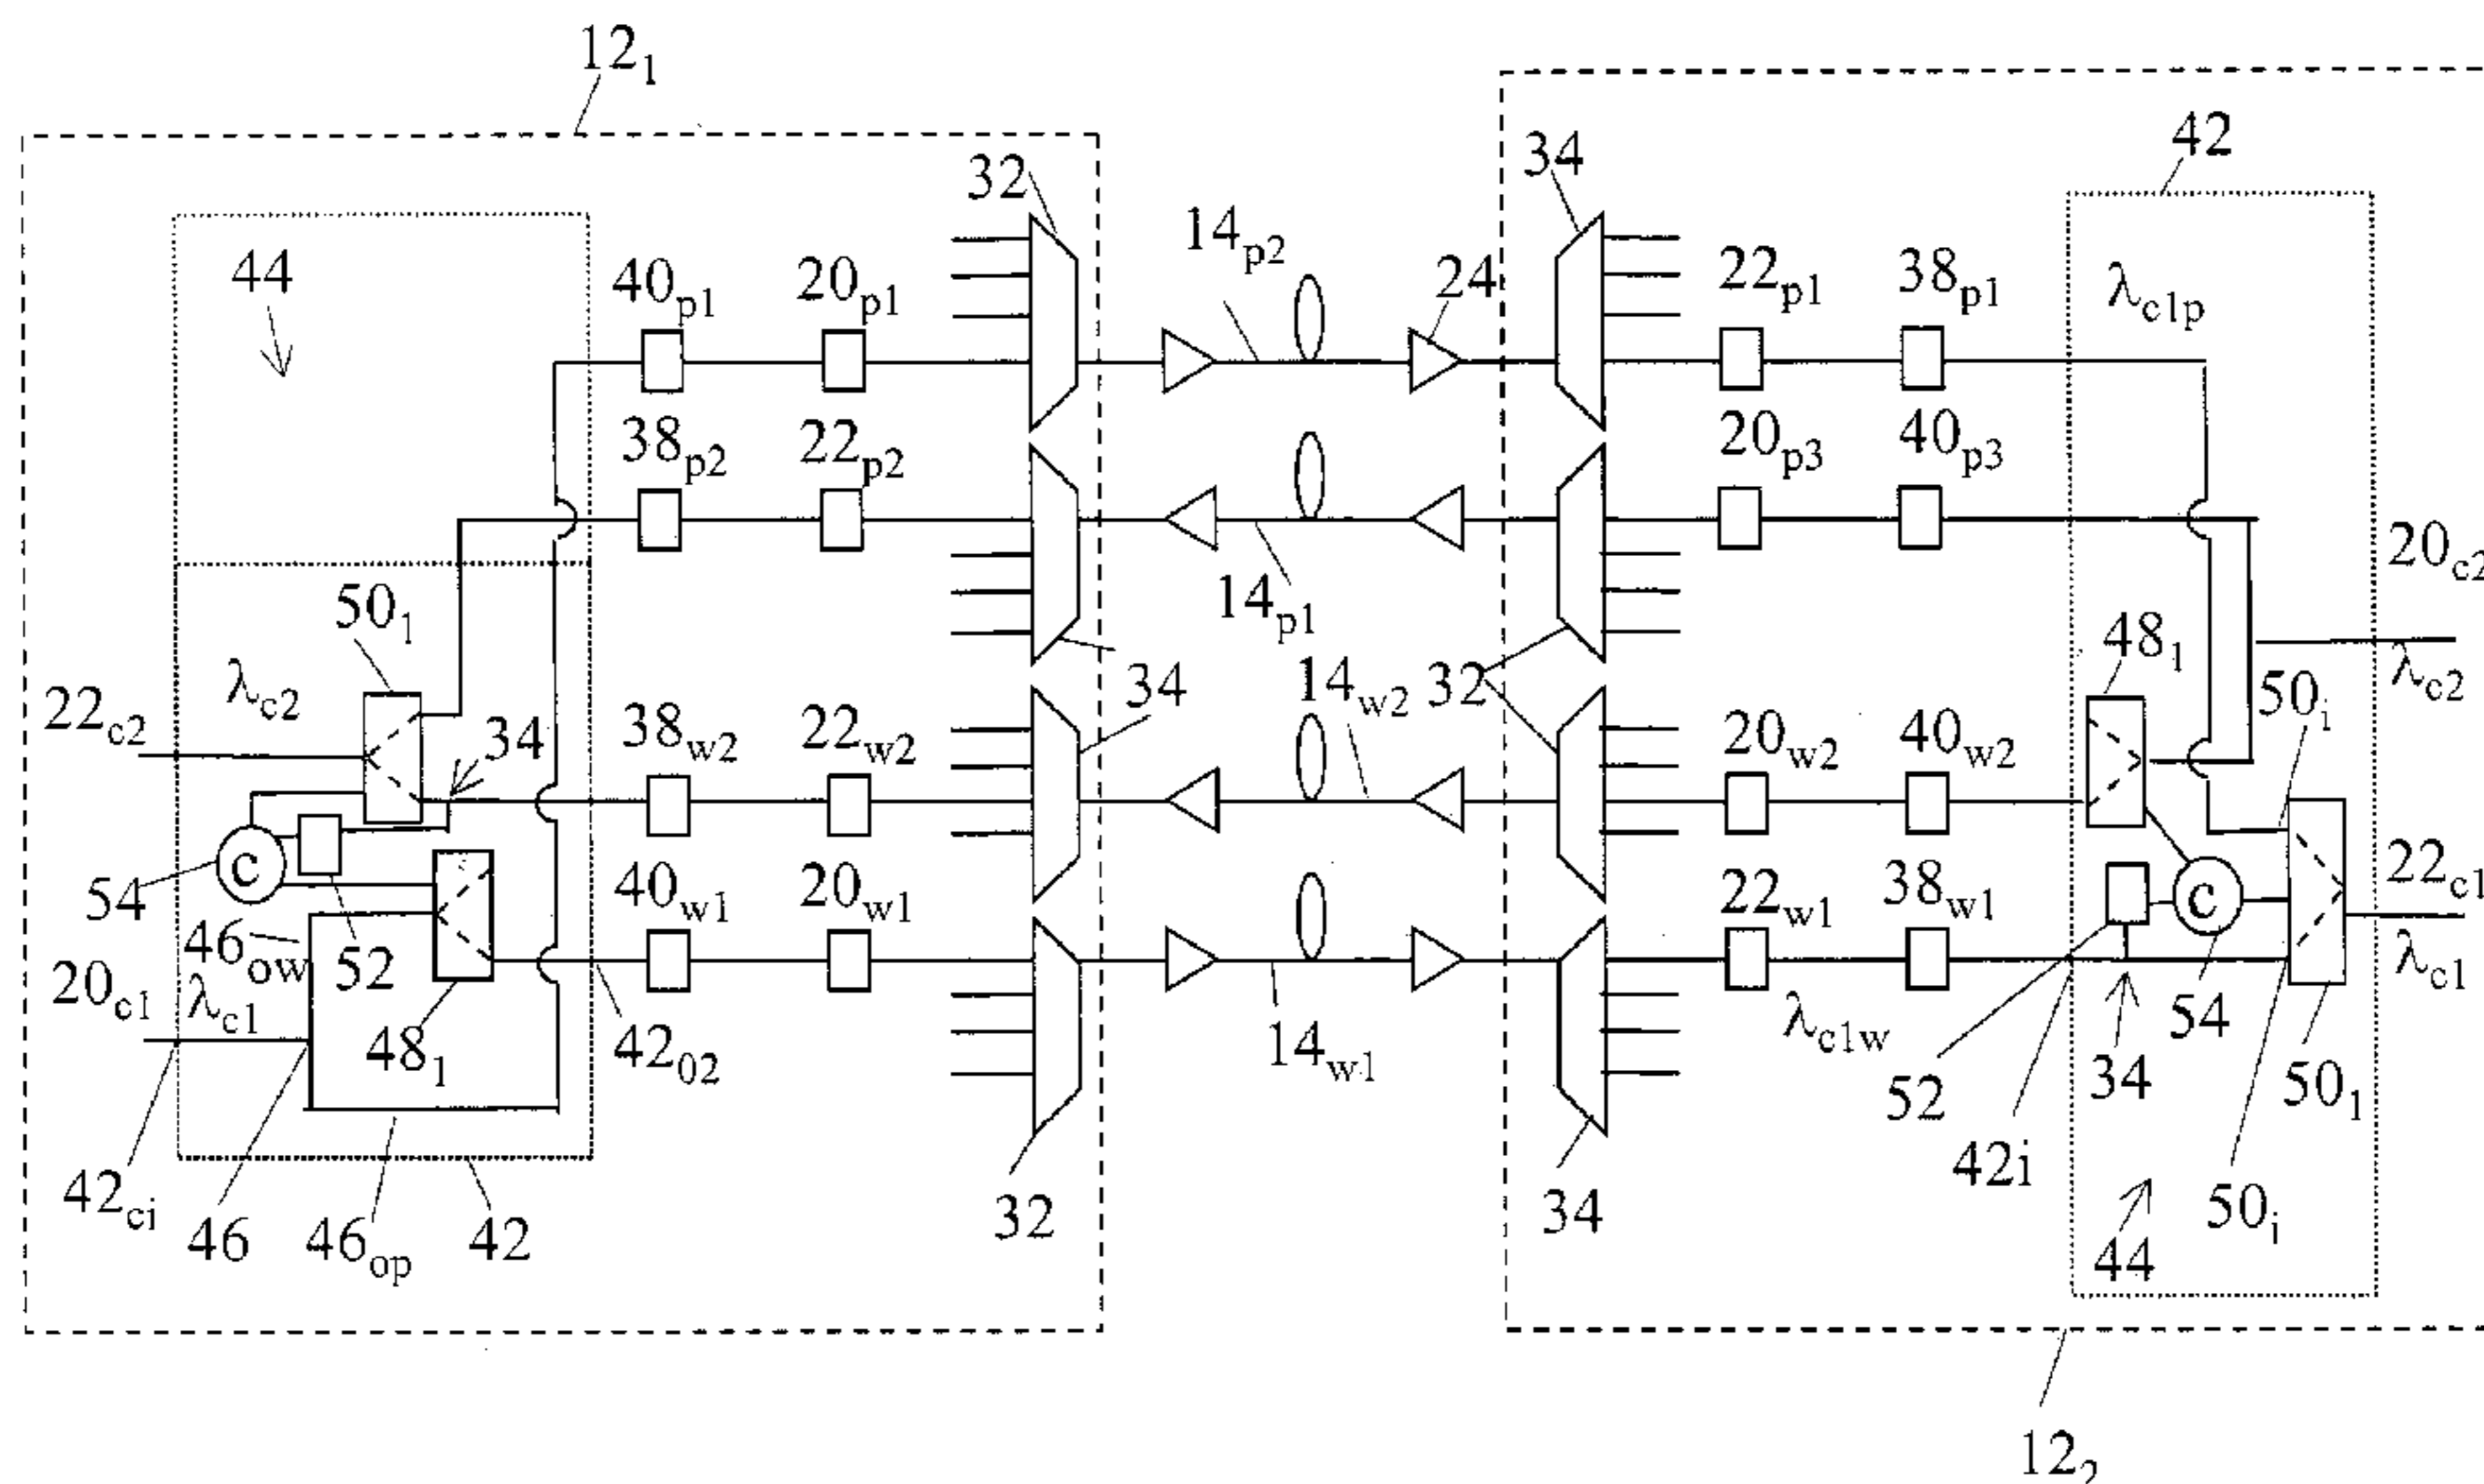 12₁
42
32
34
44
40ₚ₁
20ₚ₁
14ₚ₂
24
22ₚ₁
38ₚ₁
λc1p
38ₚ₂
22ₚ₂
20ₚ₃
40ₚ₃
20c2
50₁
14ₚ₁
48₁
22c2
λc2
34
38w2
22w2
34
14w2
32
20w2
40w2
50i
λc2
54
46ow
52
40w1
20w1
22w1
38w1
22c1
20c1
λc1
48₁
42₀₂
14w1
λc1w
52
34
54
50₁
λc1
42ci
46
46op
42
32
34
42i
44
50i
12₂